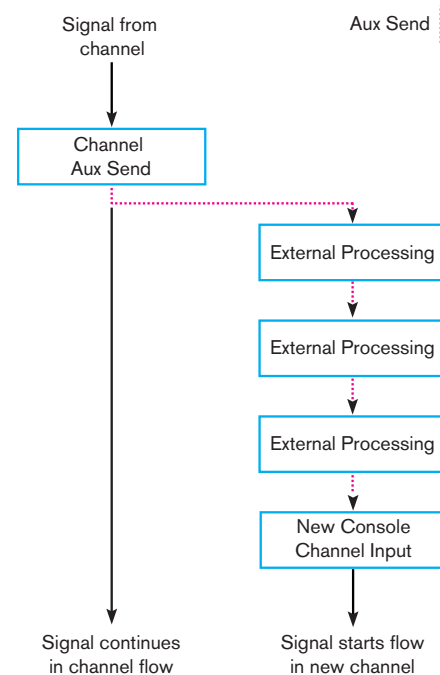 Signal from
channel
Aux Send
Channel
Aux Send
External Processing
External Processing
External Processing
New Console
Channel Input
Signal continues
in channel flow
Signal starts flow
in new channel